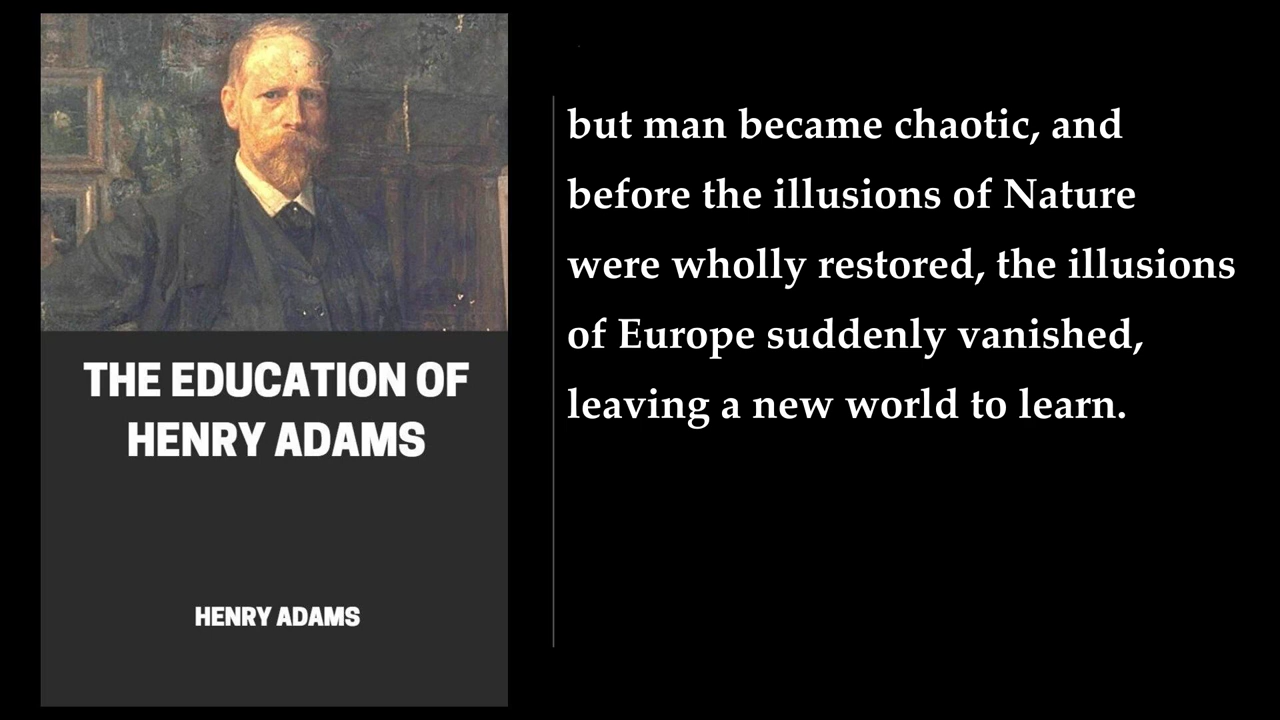 THE EDUCATION OF
HENRY ADAMS
HENRY ADAMS
but man became chaotic, and
before the illusions of Nature
were wholly restored, the illusions
of Europe suddenly vanished,
leaving a new world to learn.